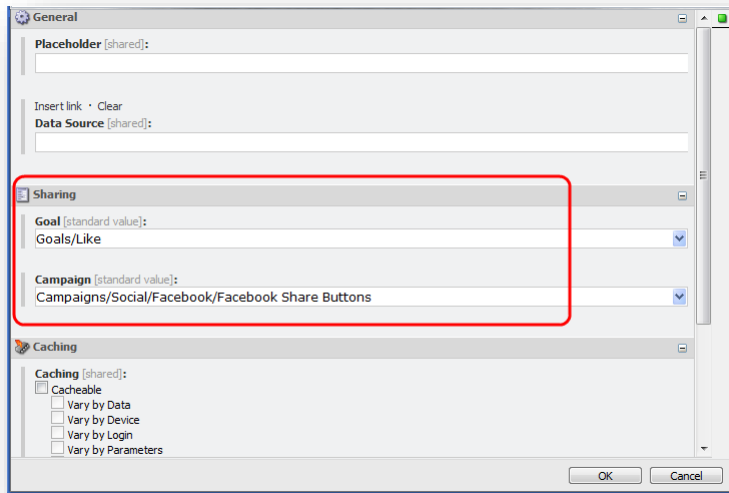 General
Placeholder [shared]:
Insert link · Clear
Data Source [shared]:
Sharing
Goal [standard value]:
Goals/Like
Campaign [standard value]:
Campaigns/Social/Facebook/Facebook Share Buttons
Caching
Caching [shared]:
Cacheable
Vary by Data
Vary by Device
Vary by Login
Vary by Parameters
OK Cancel